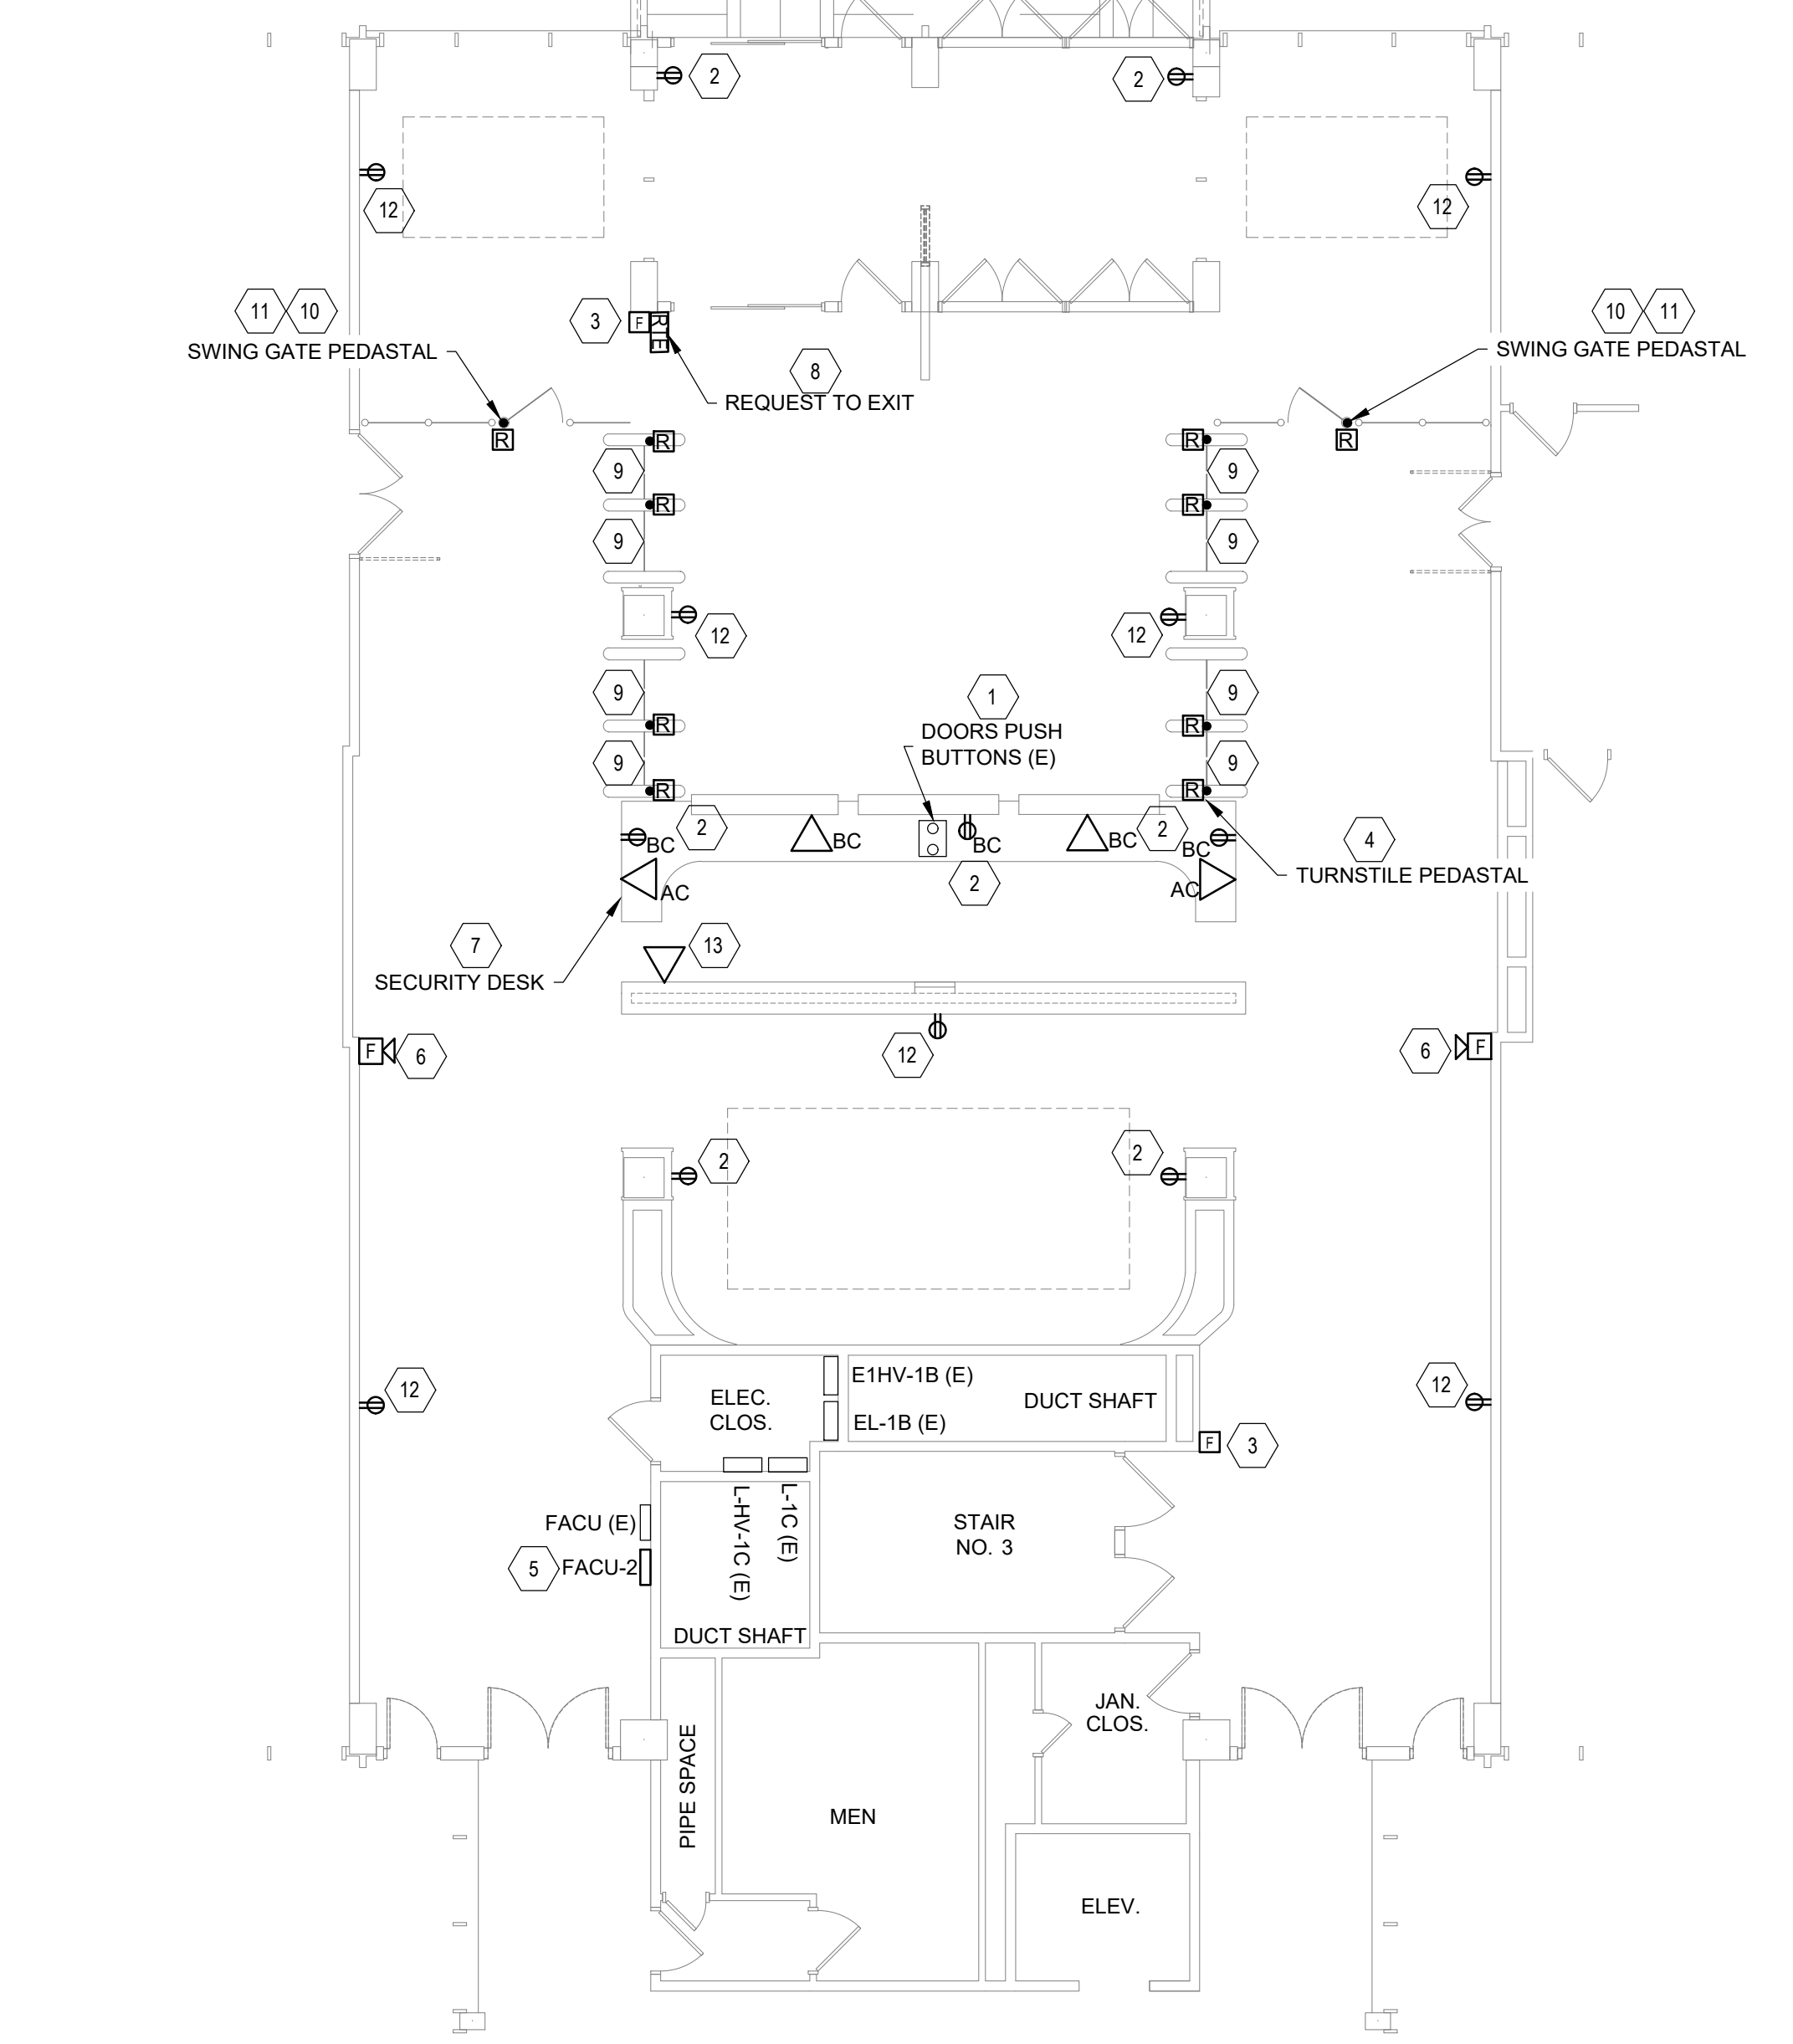 2
2
12
12
11
10
3
F
RTE
10
11
SWING GATE PEDASTAL
8
SWING GATE PEDASTAL
REQUEST TO EXIT
R
R
R
R
9
9
R
R
9
9
12
12
9
1
9
DOORS PUSH
BUTTONS (E)
R
R
9
9
R
R
2
BC
BC
BC
2
BC
BC
4
AC
2
AC
TURNSTILE PEDASTAL
7
13
SECURITY DESK
F
6
12
6
F
2
2
12
ELEC.
CLOS.
E1HV-1B (E)
EL-1B (E)
DUCT SHAFT
12
F
3
FACU (E)
5
FACU-2
L-HV-1C (E)
L-1C (E)
STAIR
NO. 3
DUCT SHAFT
PIPE SPACE
MEN
JAN.
CLOS.
ELEV.